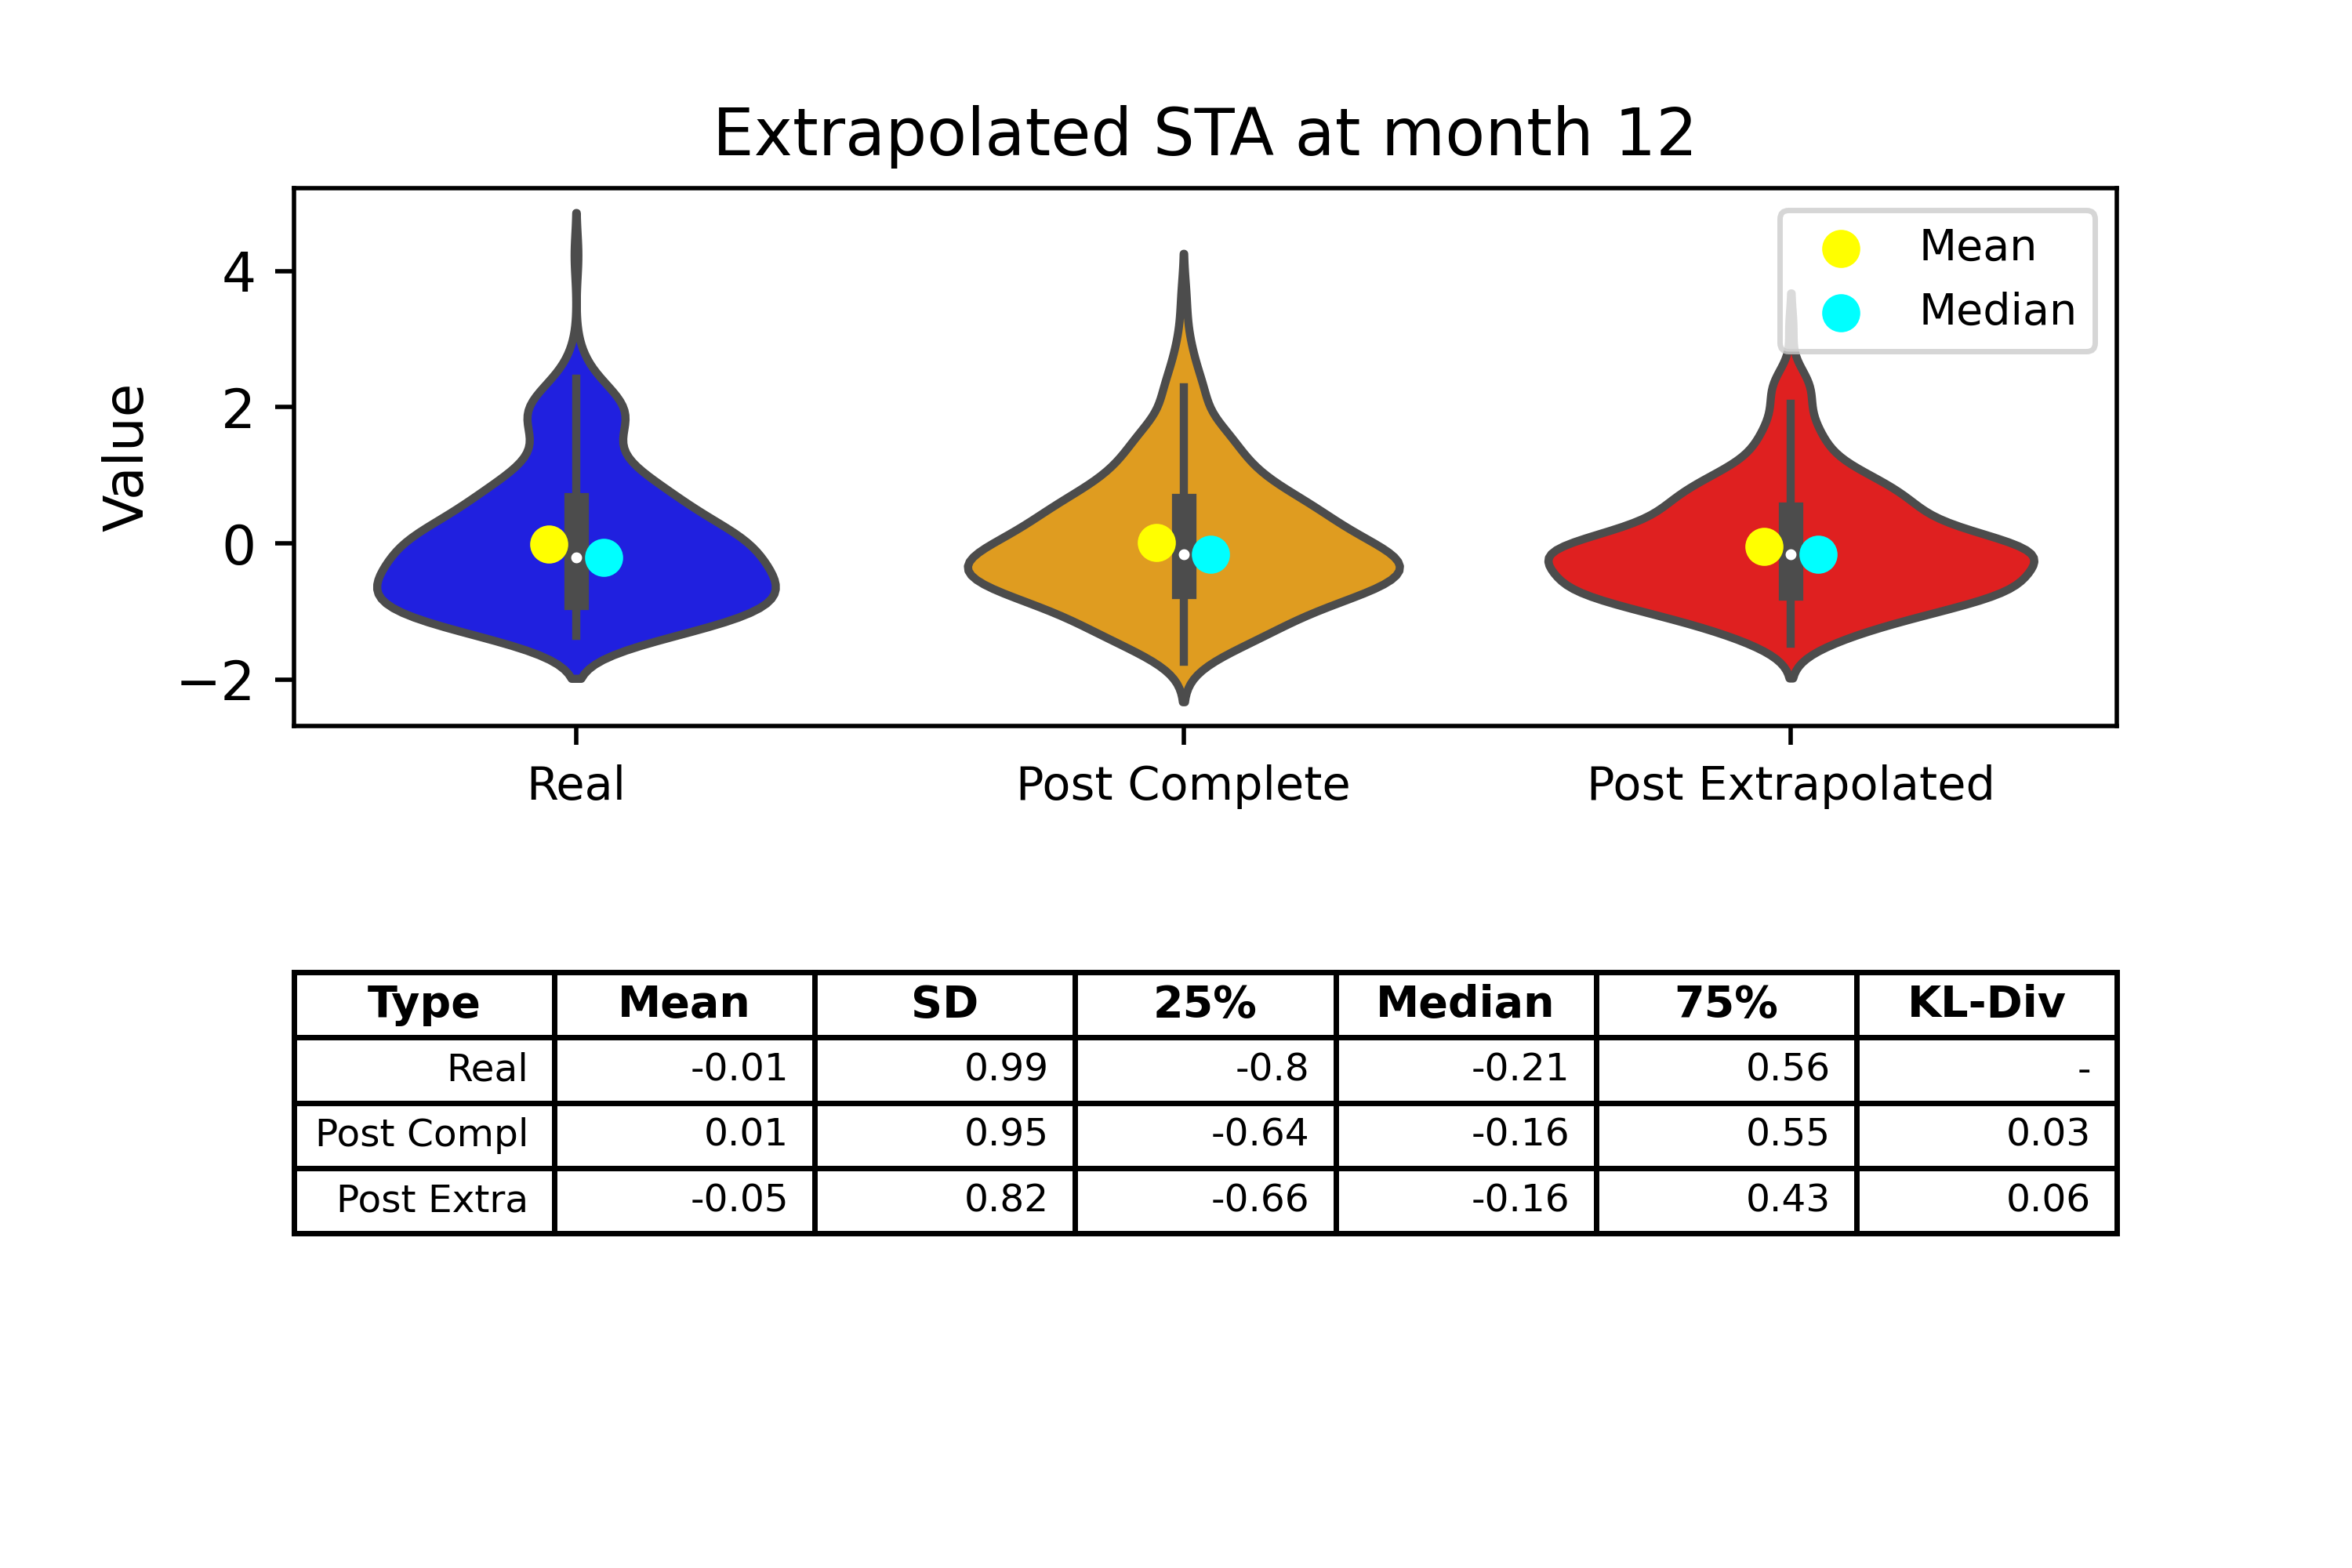 Extrapolated STA at month 12
Mean
Median
Value
4
2
0
−2
Real Post Complete Post Extrapolated
Type Mean SD 25% Median 75% KL-Div
Real -0.01 0.99 -0.8 -0.21 0.56 -
Post Compl 0.01 0.95 -0.64 -0.16 0.55 0.03
Post Extra -0.05 0.82 -0.66 -0.16 0.43 0.06